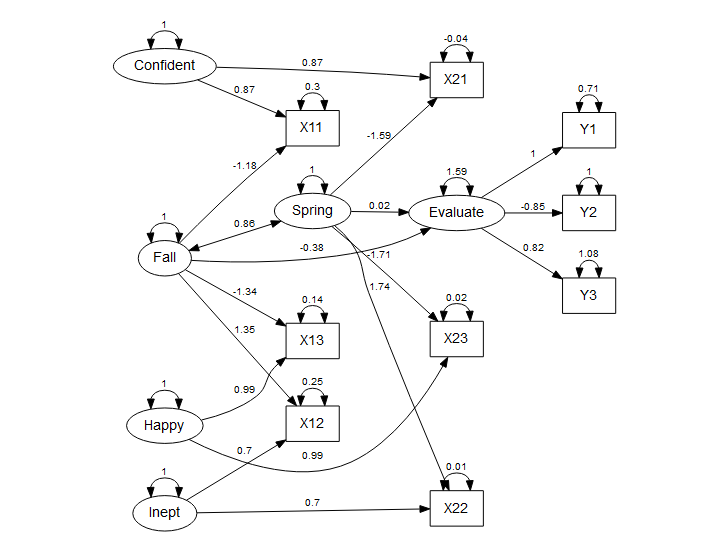 1
Confident
-0.04
X21
0.87
0.87
0.3
X11
0.71
Y1
-1.59
-1.18
1
1
Spring
1.59
Evaluate
1
1
Y2
0.02
-0.85
0.86
1
Fall
-0.38
0.82
1.08
Y3
-1.71
1.74
-1.34
0.14
X13
0.02
X23
1.35
0.99
0.25
X12
1
Happy
0.7
0.99
1
Inept
0.7
0.01
X22